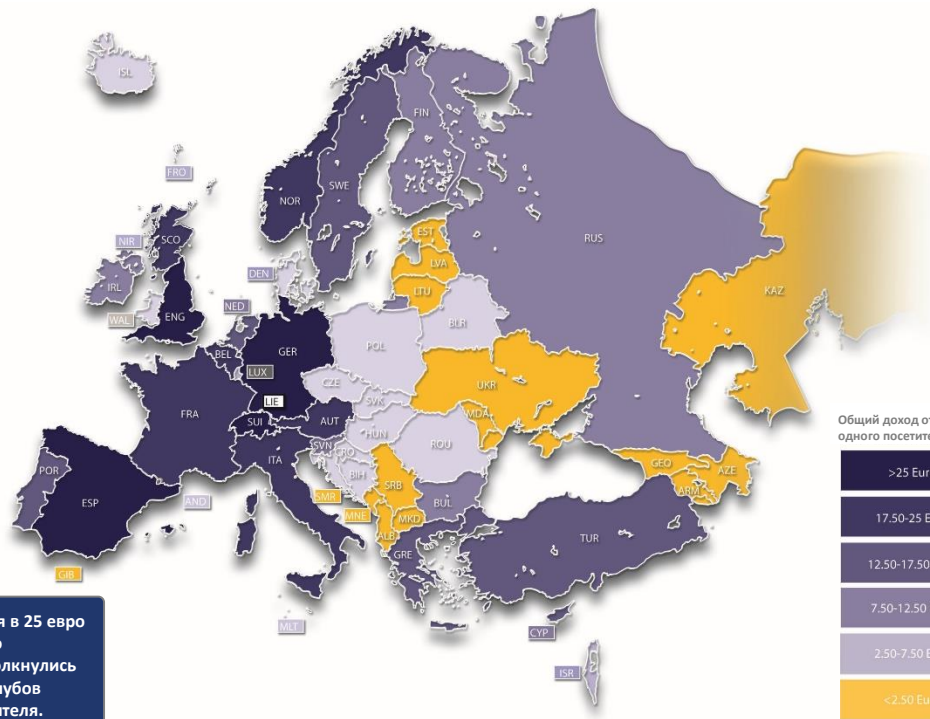 ISL
FRO
FIN
NOR
SWE
RUS
SCO
NIR
EST
DEN
LVA
KAZ
IRL
LTU
NED
WAL
ENG
BLR
GER
POL
BEL
LUX
UKR
CZE
LIE
SVK
MDA
FRA
SUI
AUT
HUN
ROU
Общий доход от
одного посетит
SVN
CRO
ITA
BIH
SRB
GEO
AZE
>25 Eur
POR
ARM
SMR
BUL
ESP
AND
MNE
MKD
17.50-25 E
ALB
TUR
GRE
12.50-17.50
GIB
7.50-12.50
я в 25 евро
о
MLT
CYP
олкнулись
2.50-7.50 E
лубов
ISR
ителя.
<2.50 Eu